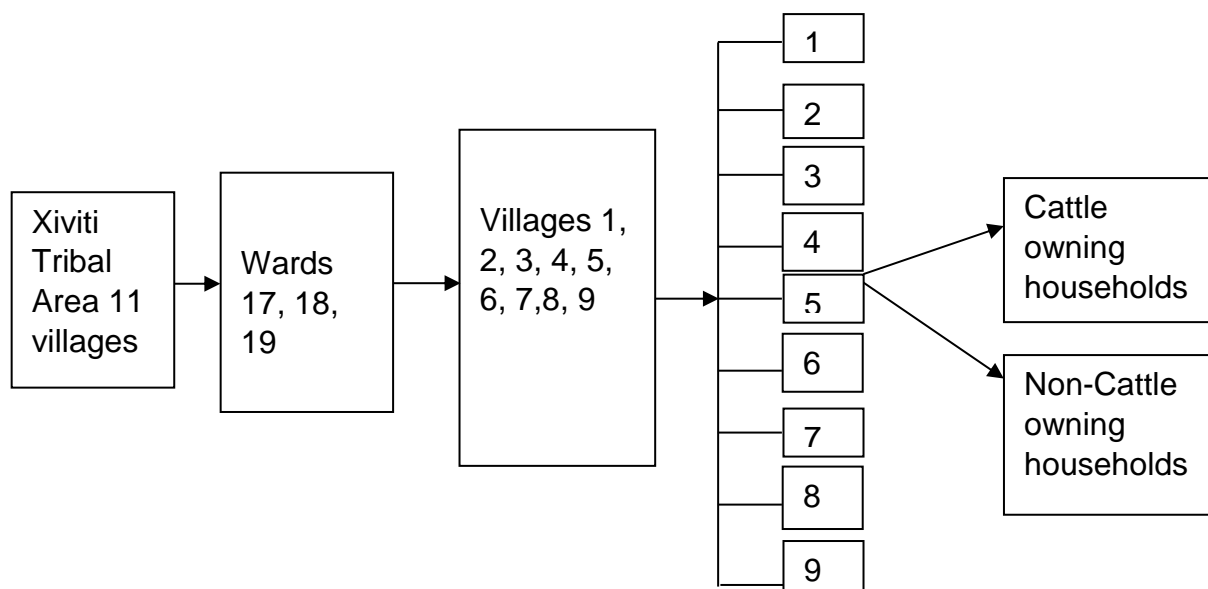 Xiviti
Tribal
Area 11
villages
Wards
17, 18,
19
Villages 1,
2, 3, 4, 5,
6, 7,8, 9
1
2
3
4
5
6
7
8
9
Cattle
owning
households
Non-Cattle
owning
households